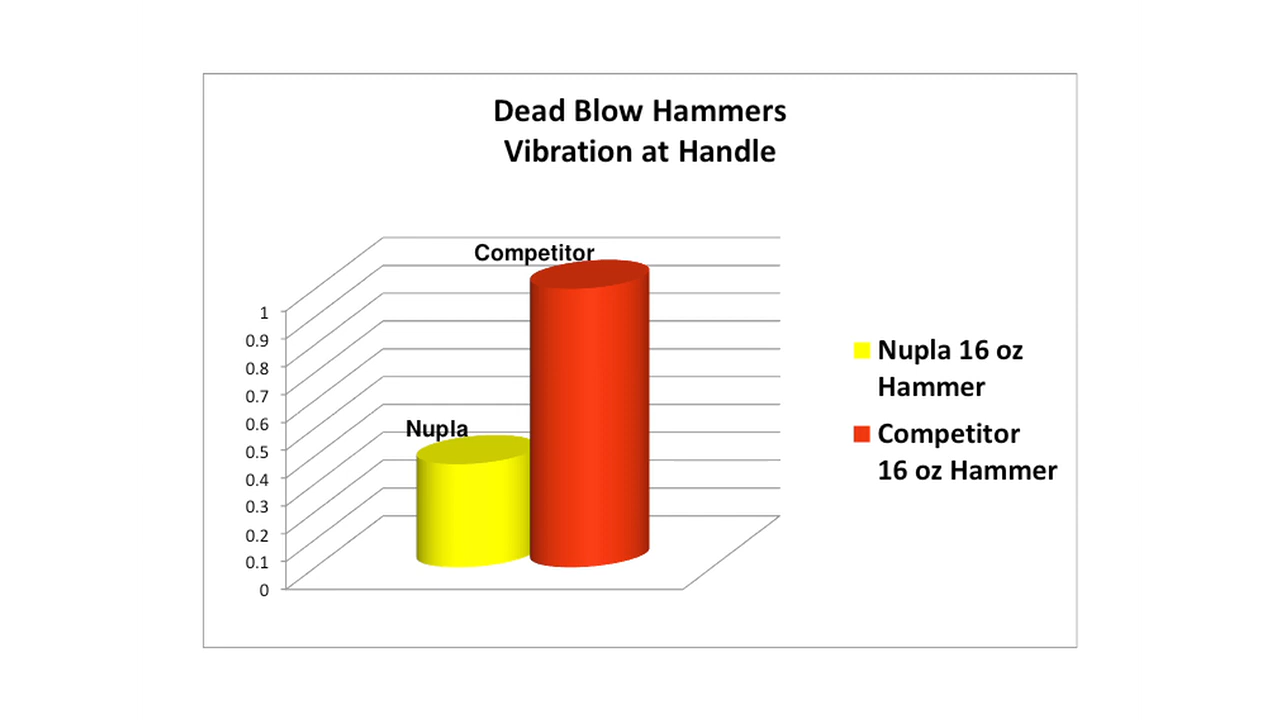 Dead Blow Hammers
Vibration at Handle
Competitor
Nupla
1
0.9
0.8
0.7
0.6
0.5
0.4
0.3
0.2
0.1
0
Nupla 16 oz
Hammer
Competitor
16 oz Hammer